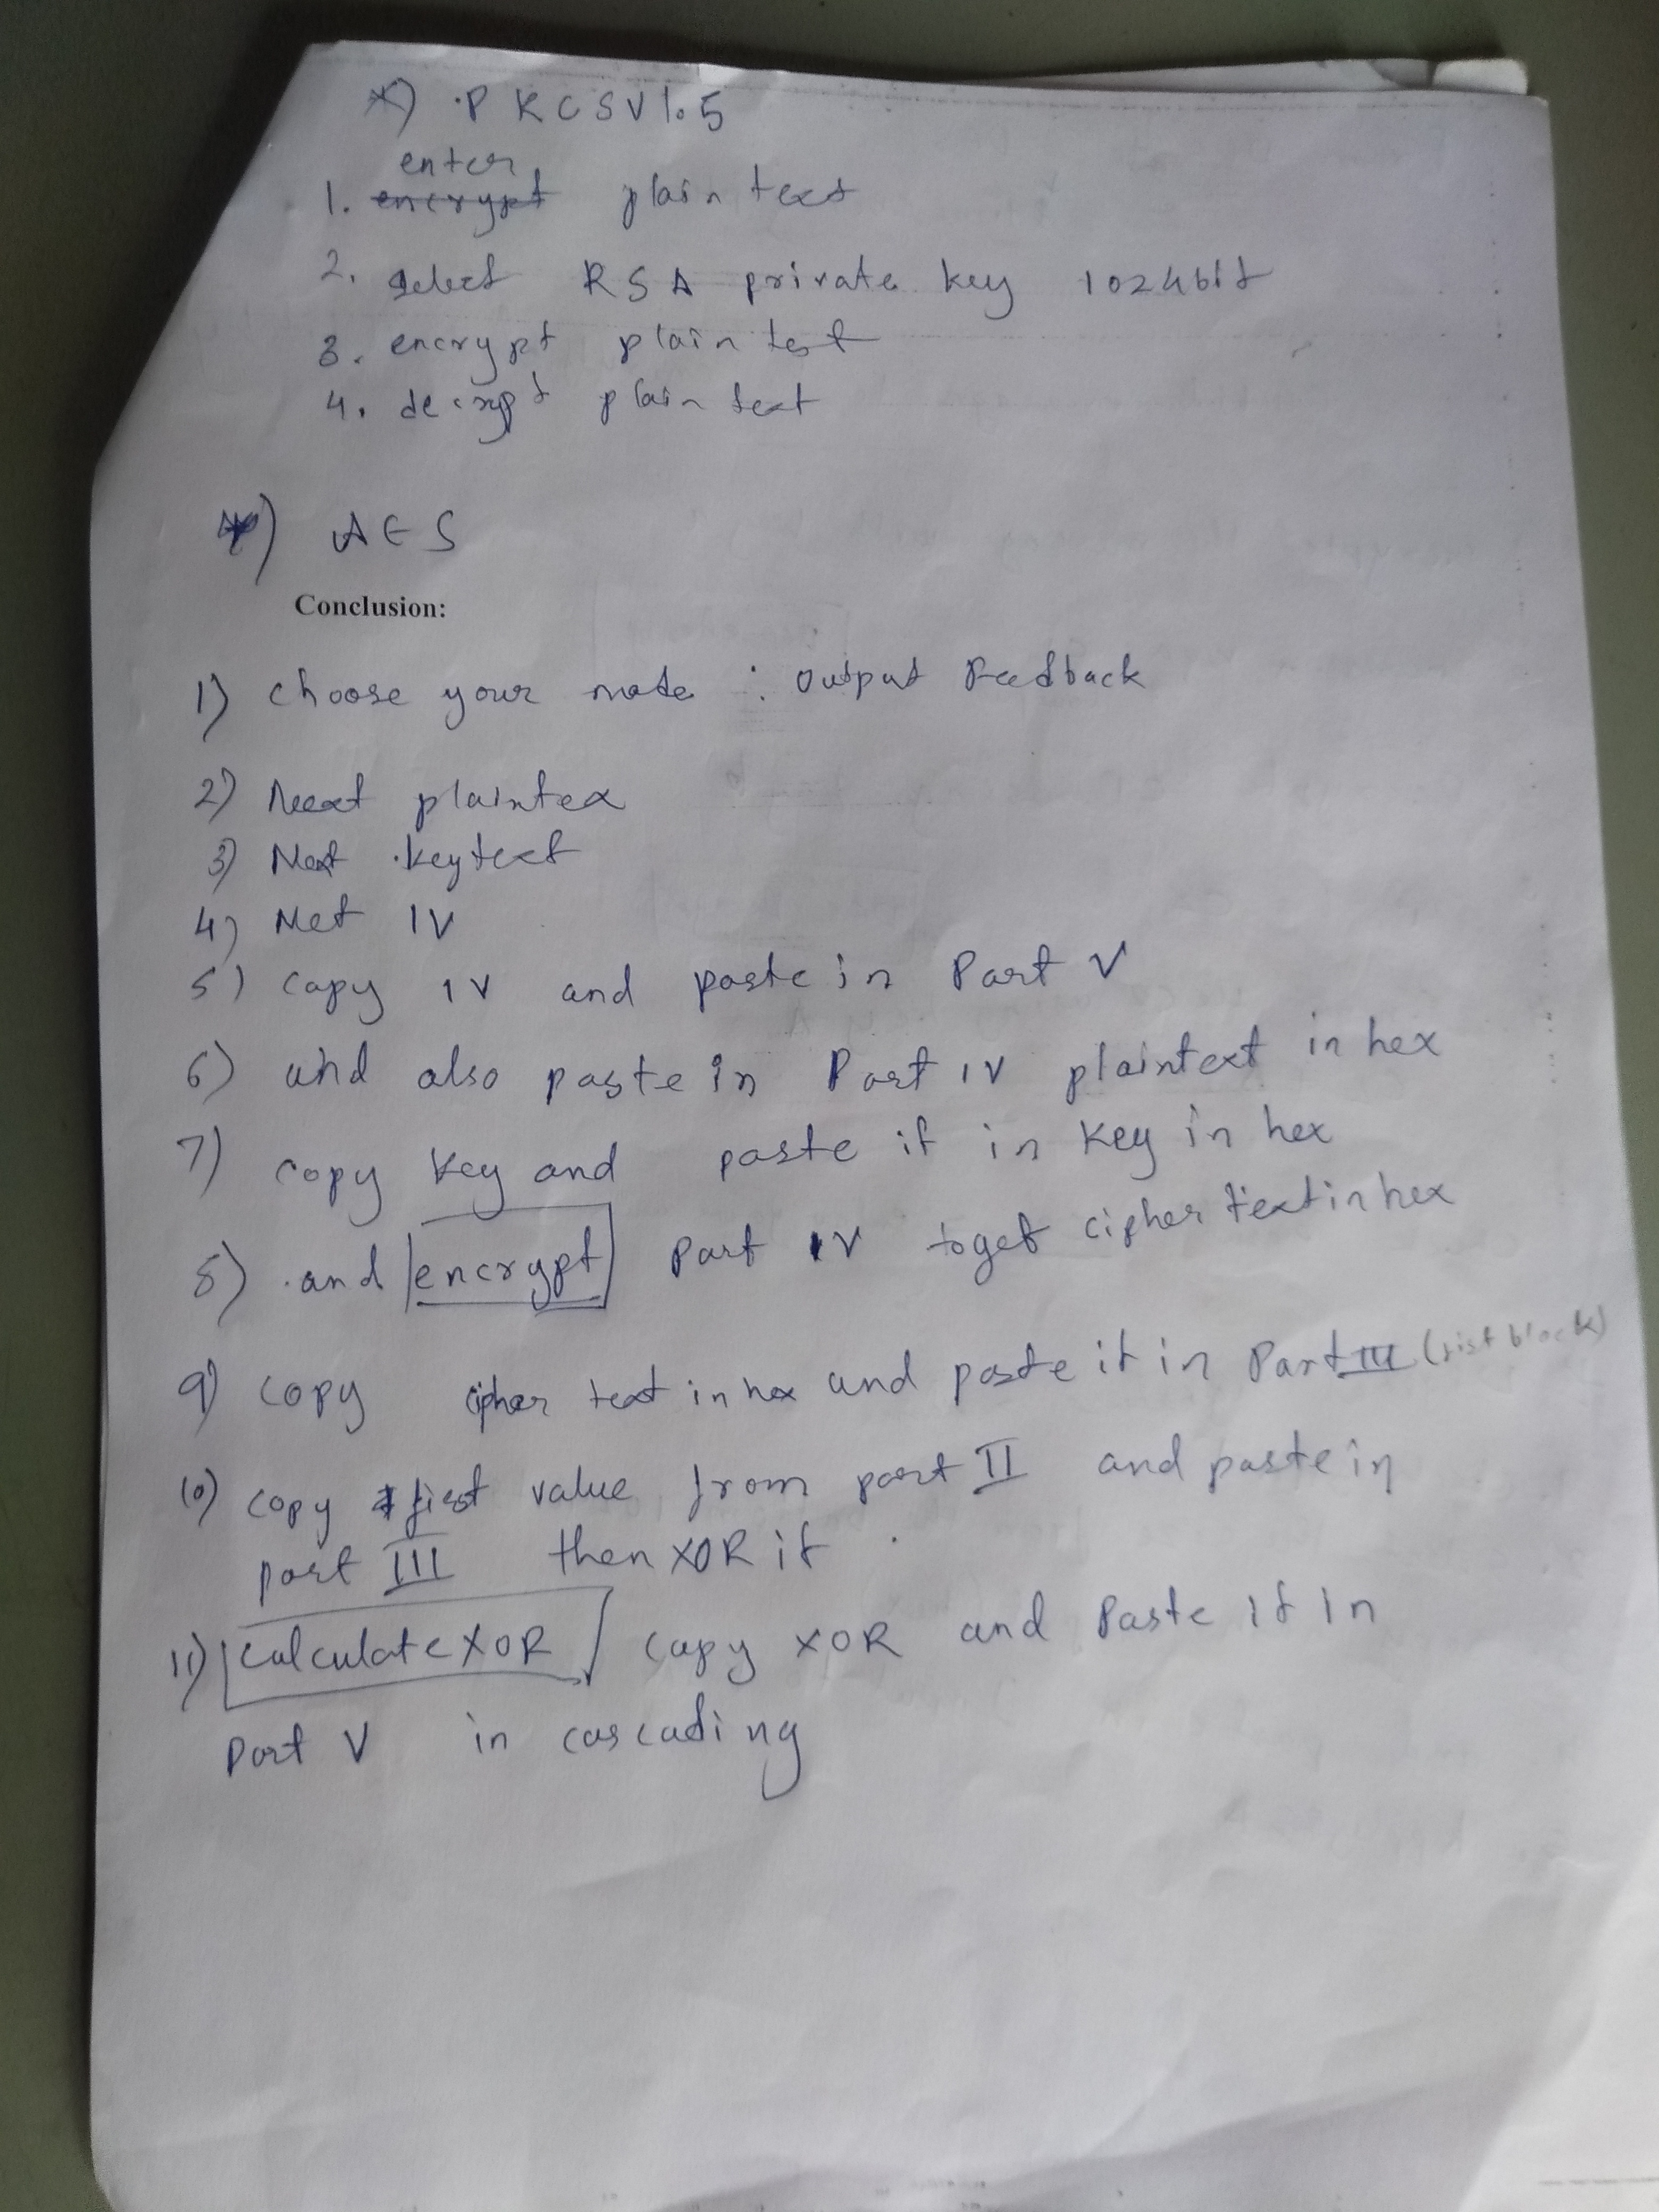 *) PKCSV1.5
enter
1. encrypt plain text
2. select RSA private key 1024bit
3. encrypt plain text
4. decrypt plain text
*) AES
Conclusion:
1) choose your mode : Output Feedback
2) Next plaintex
3) Next keytext
4) Net IV
5) copy IV and paste in Part V
6) and also paste in Part IV plaintext in hex
7) copy key and paste it in key in hex
8) and encrypt Part IV to get cipher text in hex
9) copy cipher text in hex and paste it in Part III (fist block)
10) copy first value from part II and paste in
part III then XOR it
11) Calculate XOR copy XOR and Paste it in
Part V in cascading